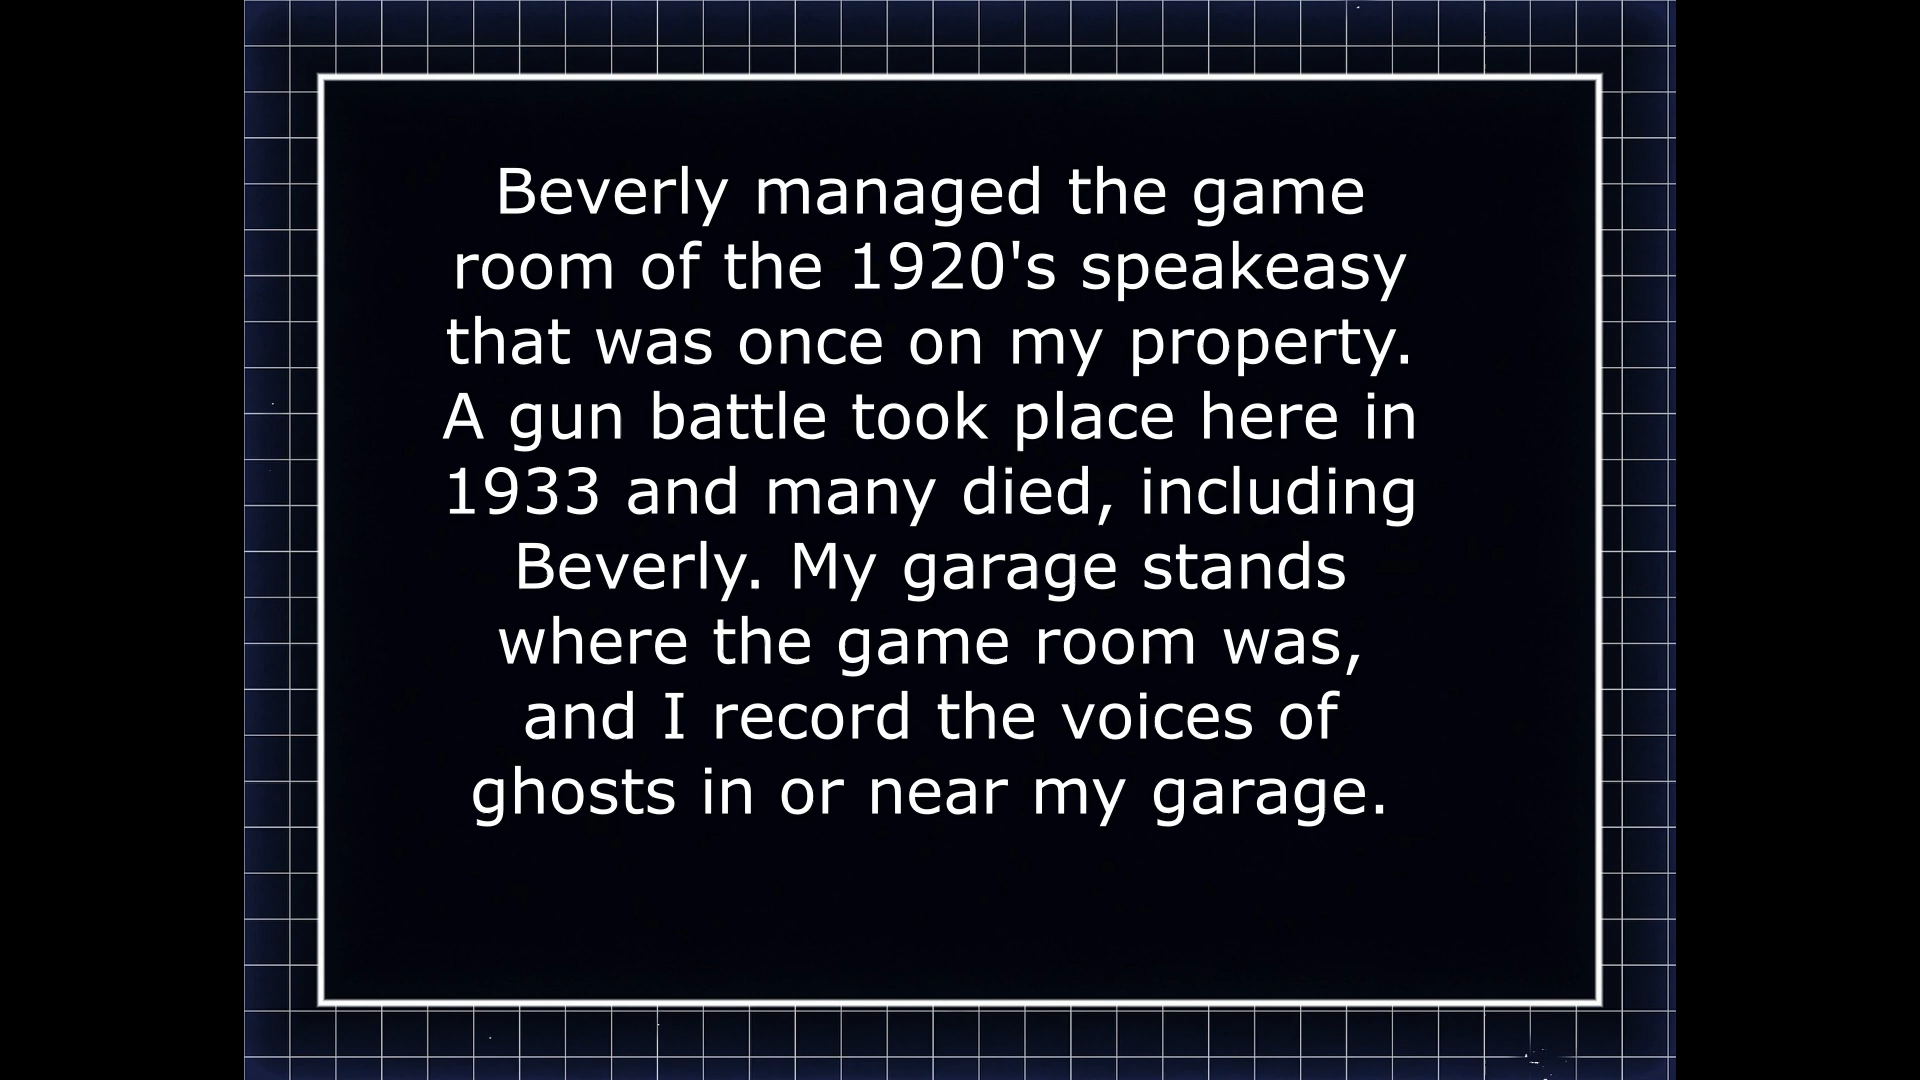 Beverly managed the game
room of the 1920's speakeasy
that was once on my property.
A gun battle took place here in
1933 and many died, including
Beverly. My garage stands
where the game room was,
and I record the voices of
ghosts in or near my garage.